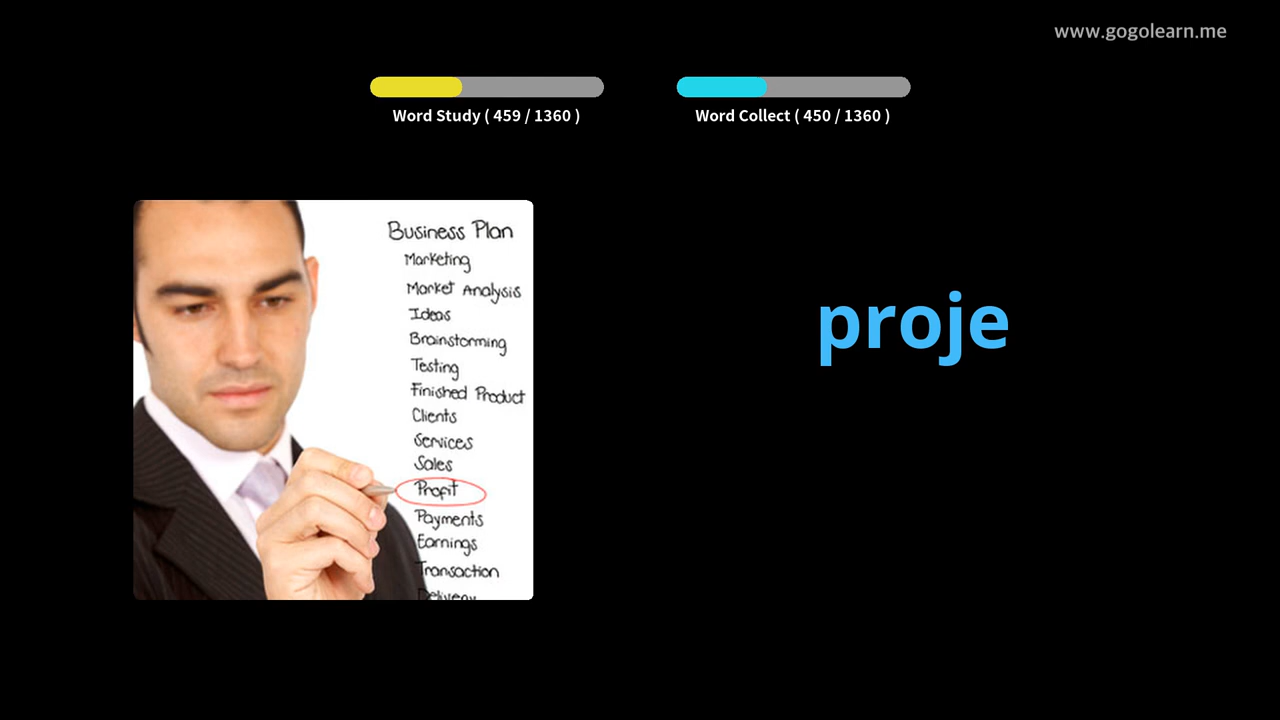 www.gogolearn.me
Word Study ( 459 / 1360 )
Word Collect ( 450 / 1360 )
Business Plan
Marketing
Market Analysis
Ideas
Brainstorming
Testing
Finished Product
Clients
Services
Sales
Profit
Payments
Earnings
Transaction
Delivery
proje